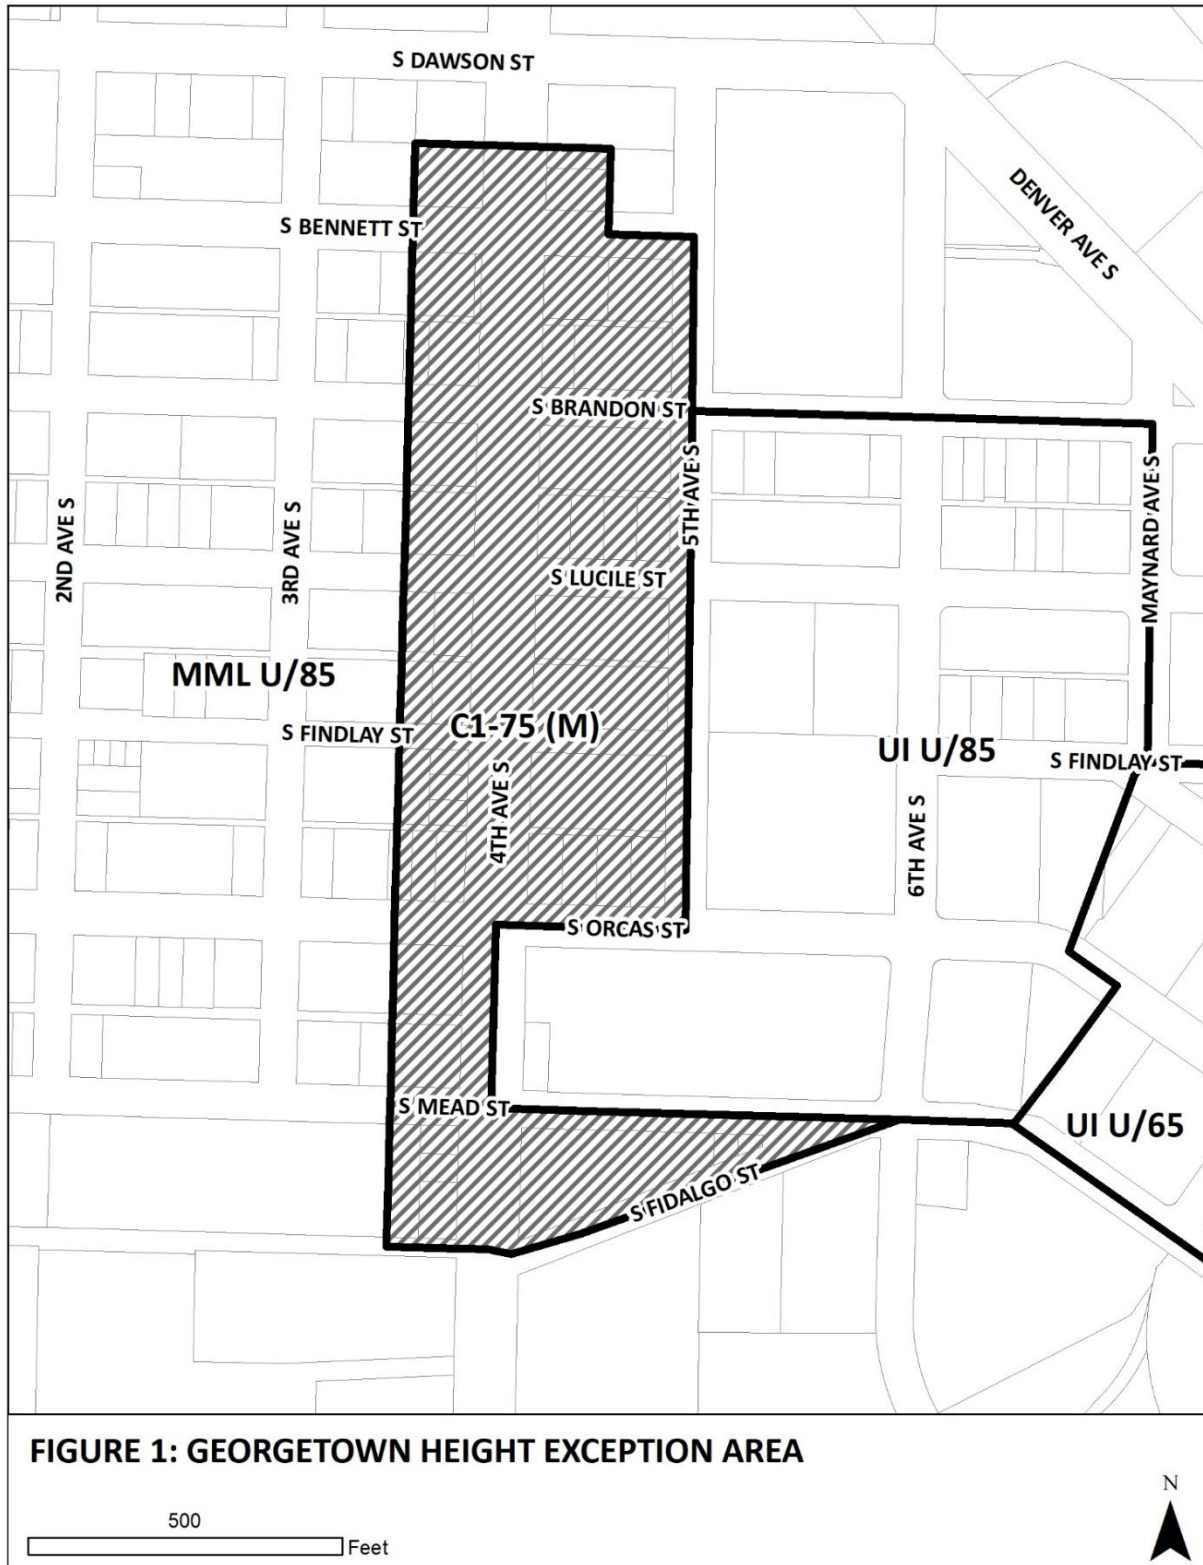 S DAWSON ST
DENVER AVE S
S BENNETT ST
S BRANDON ST
5TH AVE S
MAYNARD AVE S
2ND AVE S
3RD AVE S
S LUCILE ST
MML U/85
C1-75 (M)
S FINDLAY ST
UI U/85
S FINDLAY ST
4TH AVE S
6TH AVE S
S ORCAS ST
S MEAD ST
UI U/65
S FIDALGO ST
FIGURE 1: GEORGETOWN HEIGHT EXCEPTION AREA
N
500
Feet